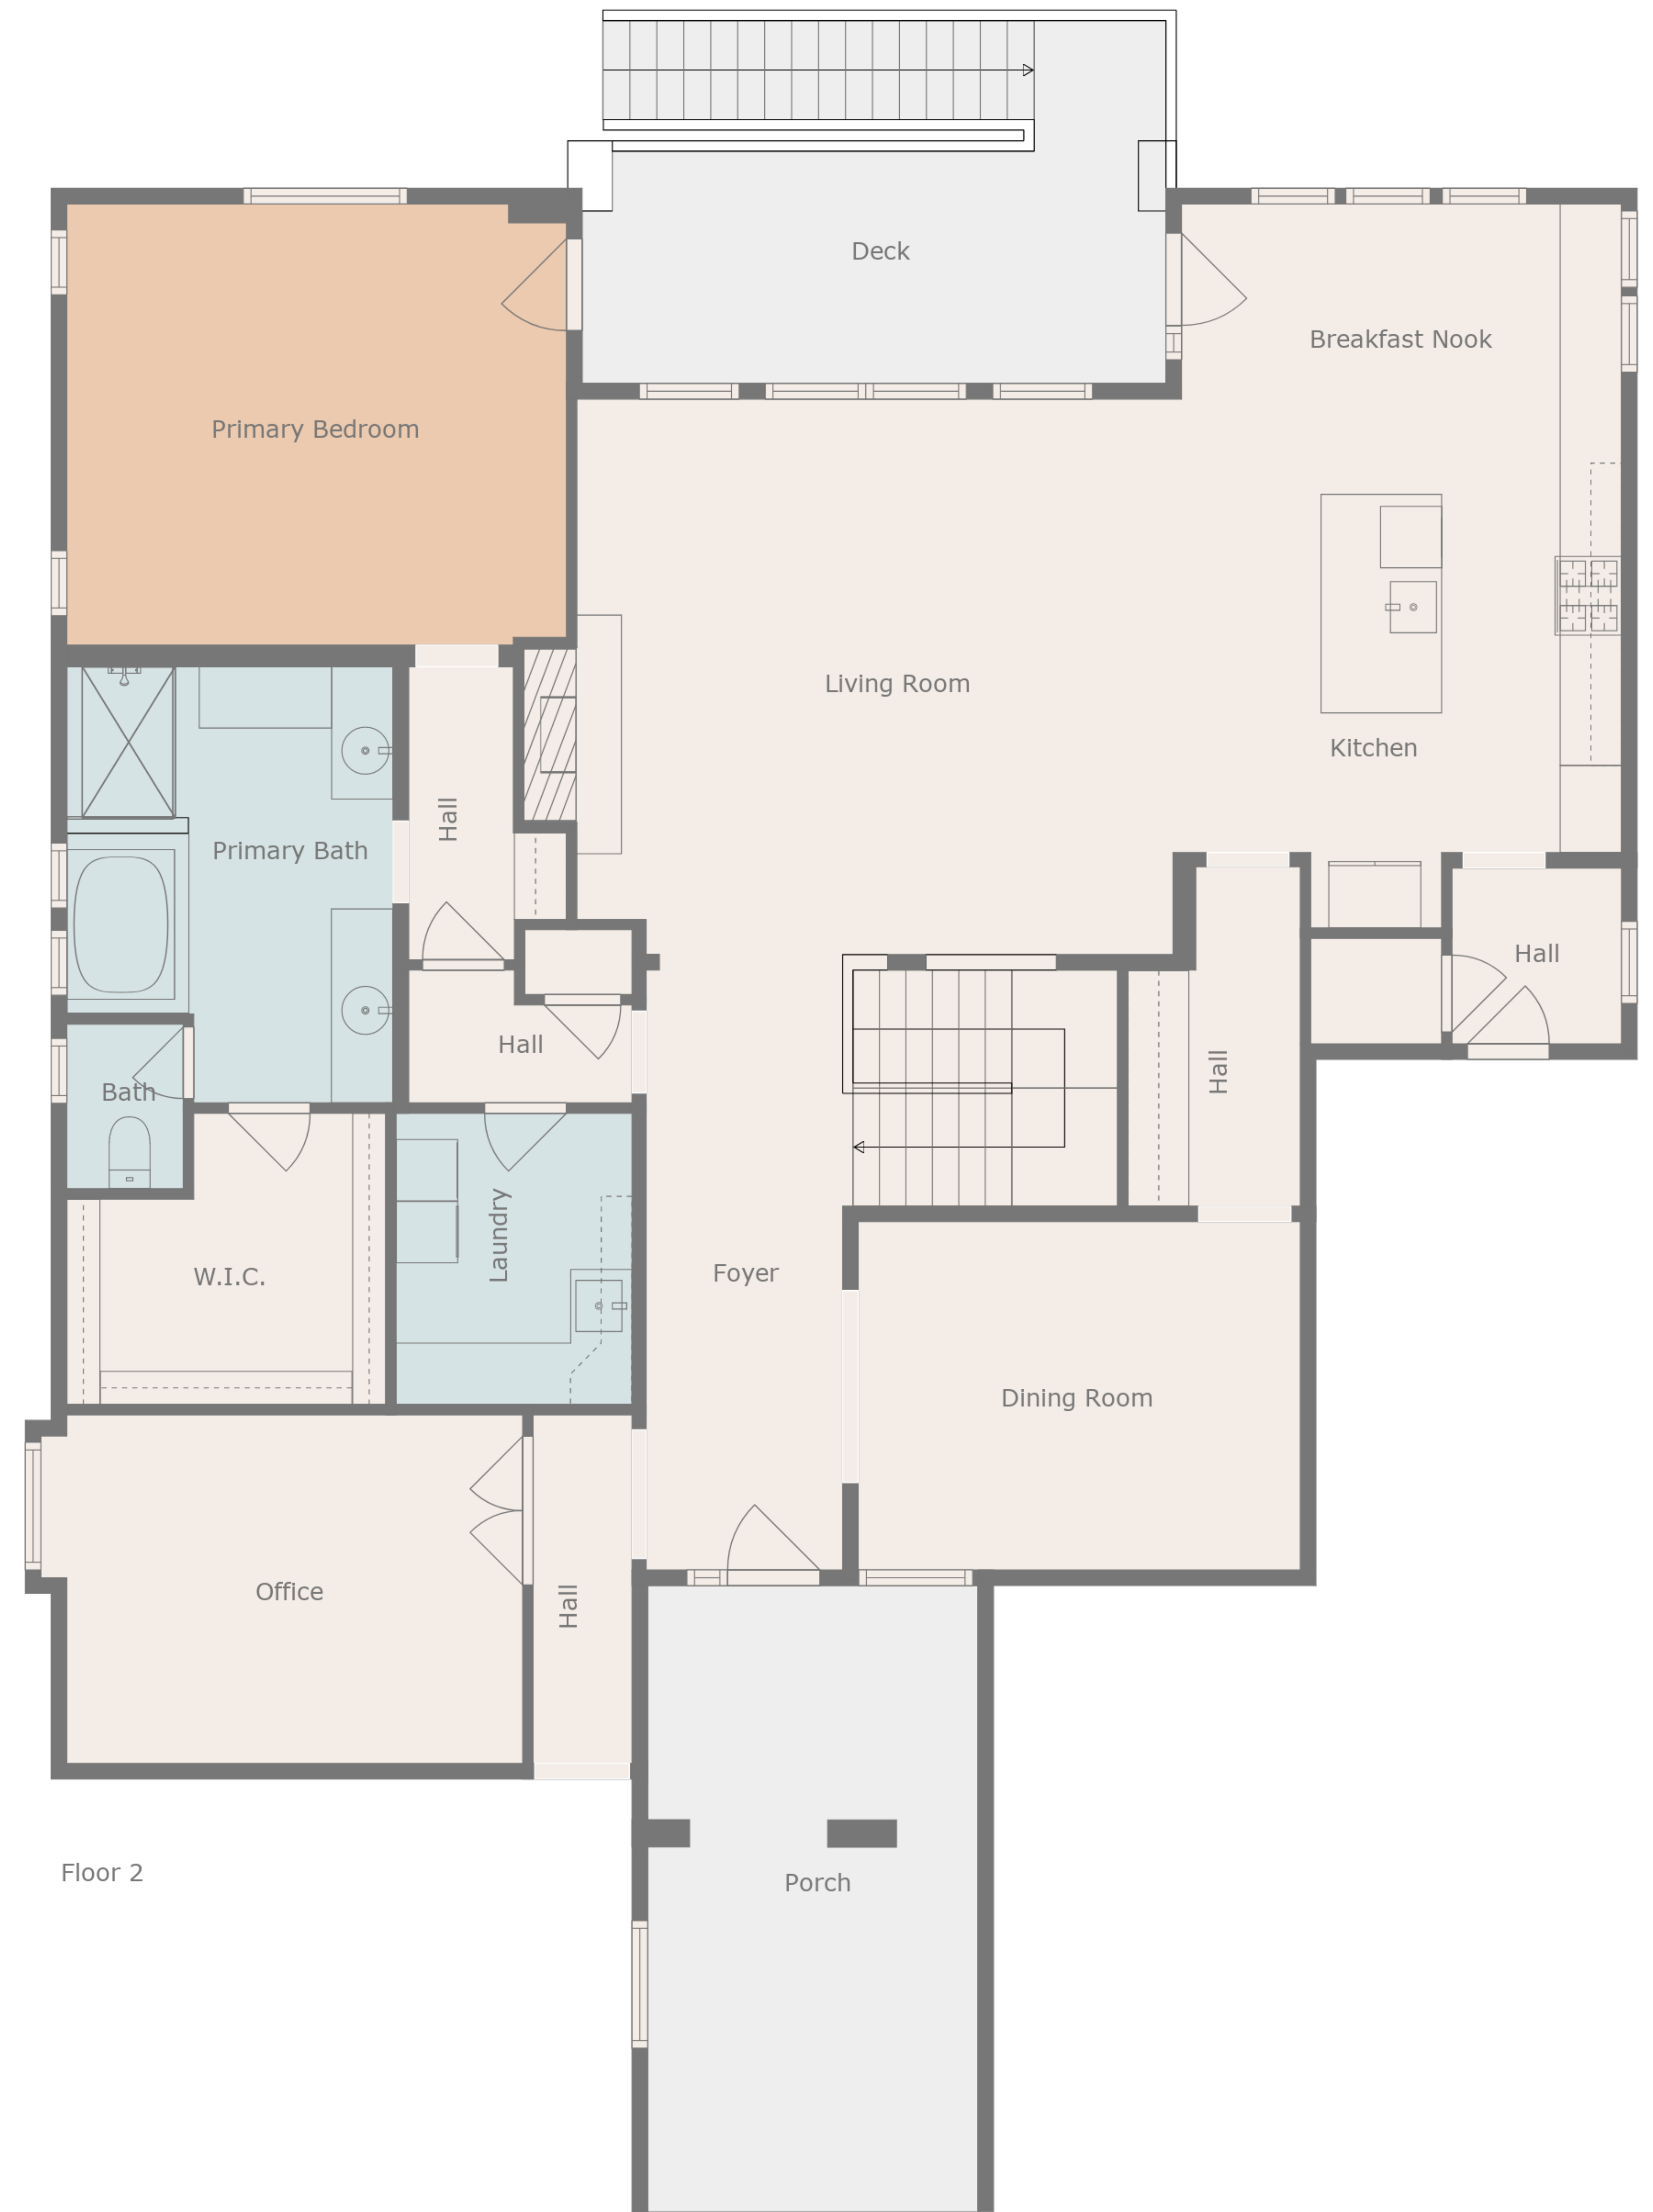 Deck
Breakfast Nook
Primary Bedroom
Living Room
Kitchen
Hall
Primary Bath
Hall
Hall
Hall
Bath
Laundry
W.I.C.
Foyer
Dining Room
Office
Hall
Floor 2
Porch